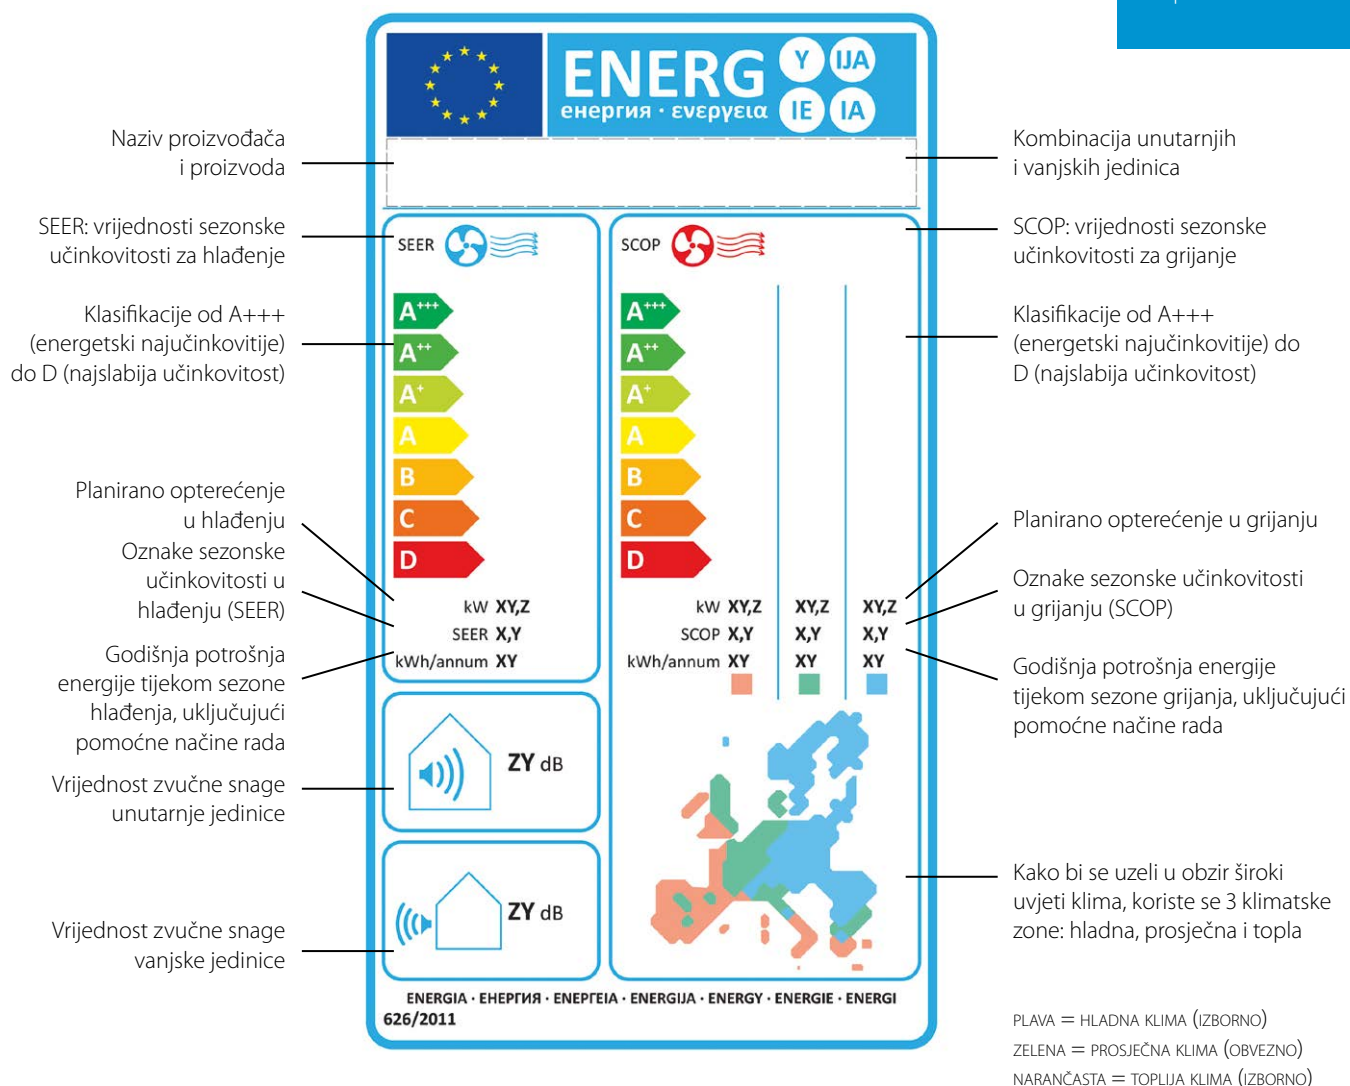 ENERG
Y IJA
IE IA
енергия · ενεργεια
Naziv proizvođača
i proizvoda
Kombinacija unutarnjih
i vanjskih jedinica
SEER: vrijednosti sezonske
učinkovitosti za hlađenje
SEER
SCOP
SCOP: vrijednosti sezonske
učinkovitosti za grijanje
Klasifikacije od A+++
(energetski najučinkovitije)
do D (najslabija učinkovitost)
A+++
A++
A+
A
B
C
D
A+++
A++
A+
A
B
C
D
Klasifikacije od A+++
(energetski najučinkovitije) do
D (najslabija učinkovitost)
Planirano opterećenje
u hlađenju
Oznake sezonske
učinkovitosti u
hlađenju (SEER)
Godišnja potrošnja
energije tijekom sezone
hlađenja, uključujući
pomoćne načine rada
kW XY,Z
SEER X,Y
kWh/annum XY
kW XY,Z XY,Z XY,Z
SCOP X,Y X,Y X,Y
kWh/annum XY XY XY
Planirano opterećenje u grijanju
Oznake sezonske učinkovitosti
u grijanju (SCOP)
Godišnja potrošnja energije
tijekom sezone grijanja, uključujući
pomoćne načine rada
Vrijednost zvučne snage
unutarnje jedinice
ZY dB
Vrijednost zvučne snage
vanjske jedinice
ZY dB
Kako bi se uzeli u obzir široki
uvjeti klima, koriste se 3 klimatske
zone: hladna, prosječna i topla
ENERGIA · ЕНЕРГИЯ · ΕΝΕΡΓΕΙΑ · ENERGIJA · ENERGY · ENERGIE · ENERGI
626/2011
PLAVA = HLADNA KLIMA (IZBORNO)
ZELENA = PROSJEČNA KLIMA (OBVEZNO)
NARANČASTA = TOPLIJA KLIMA (IZBORNO)